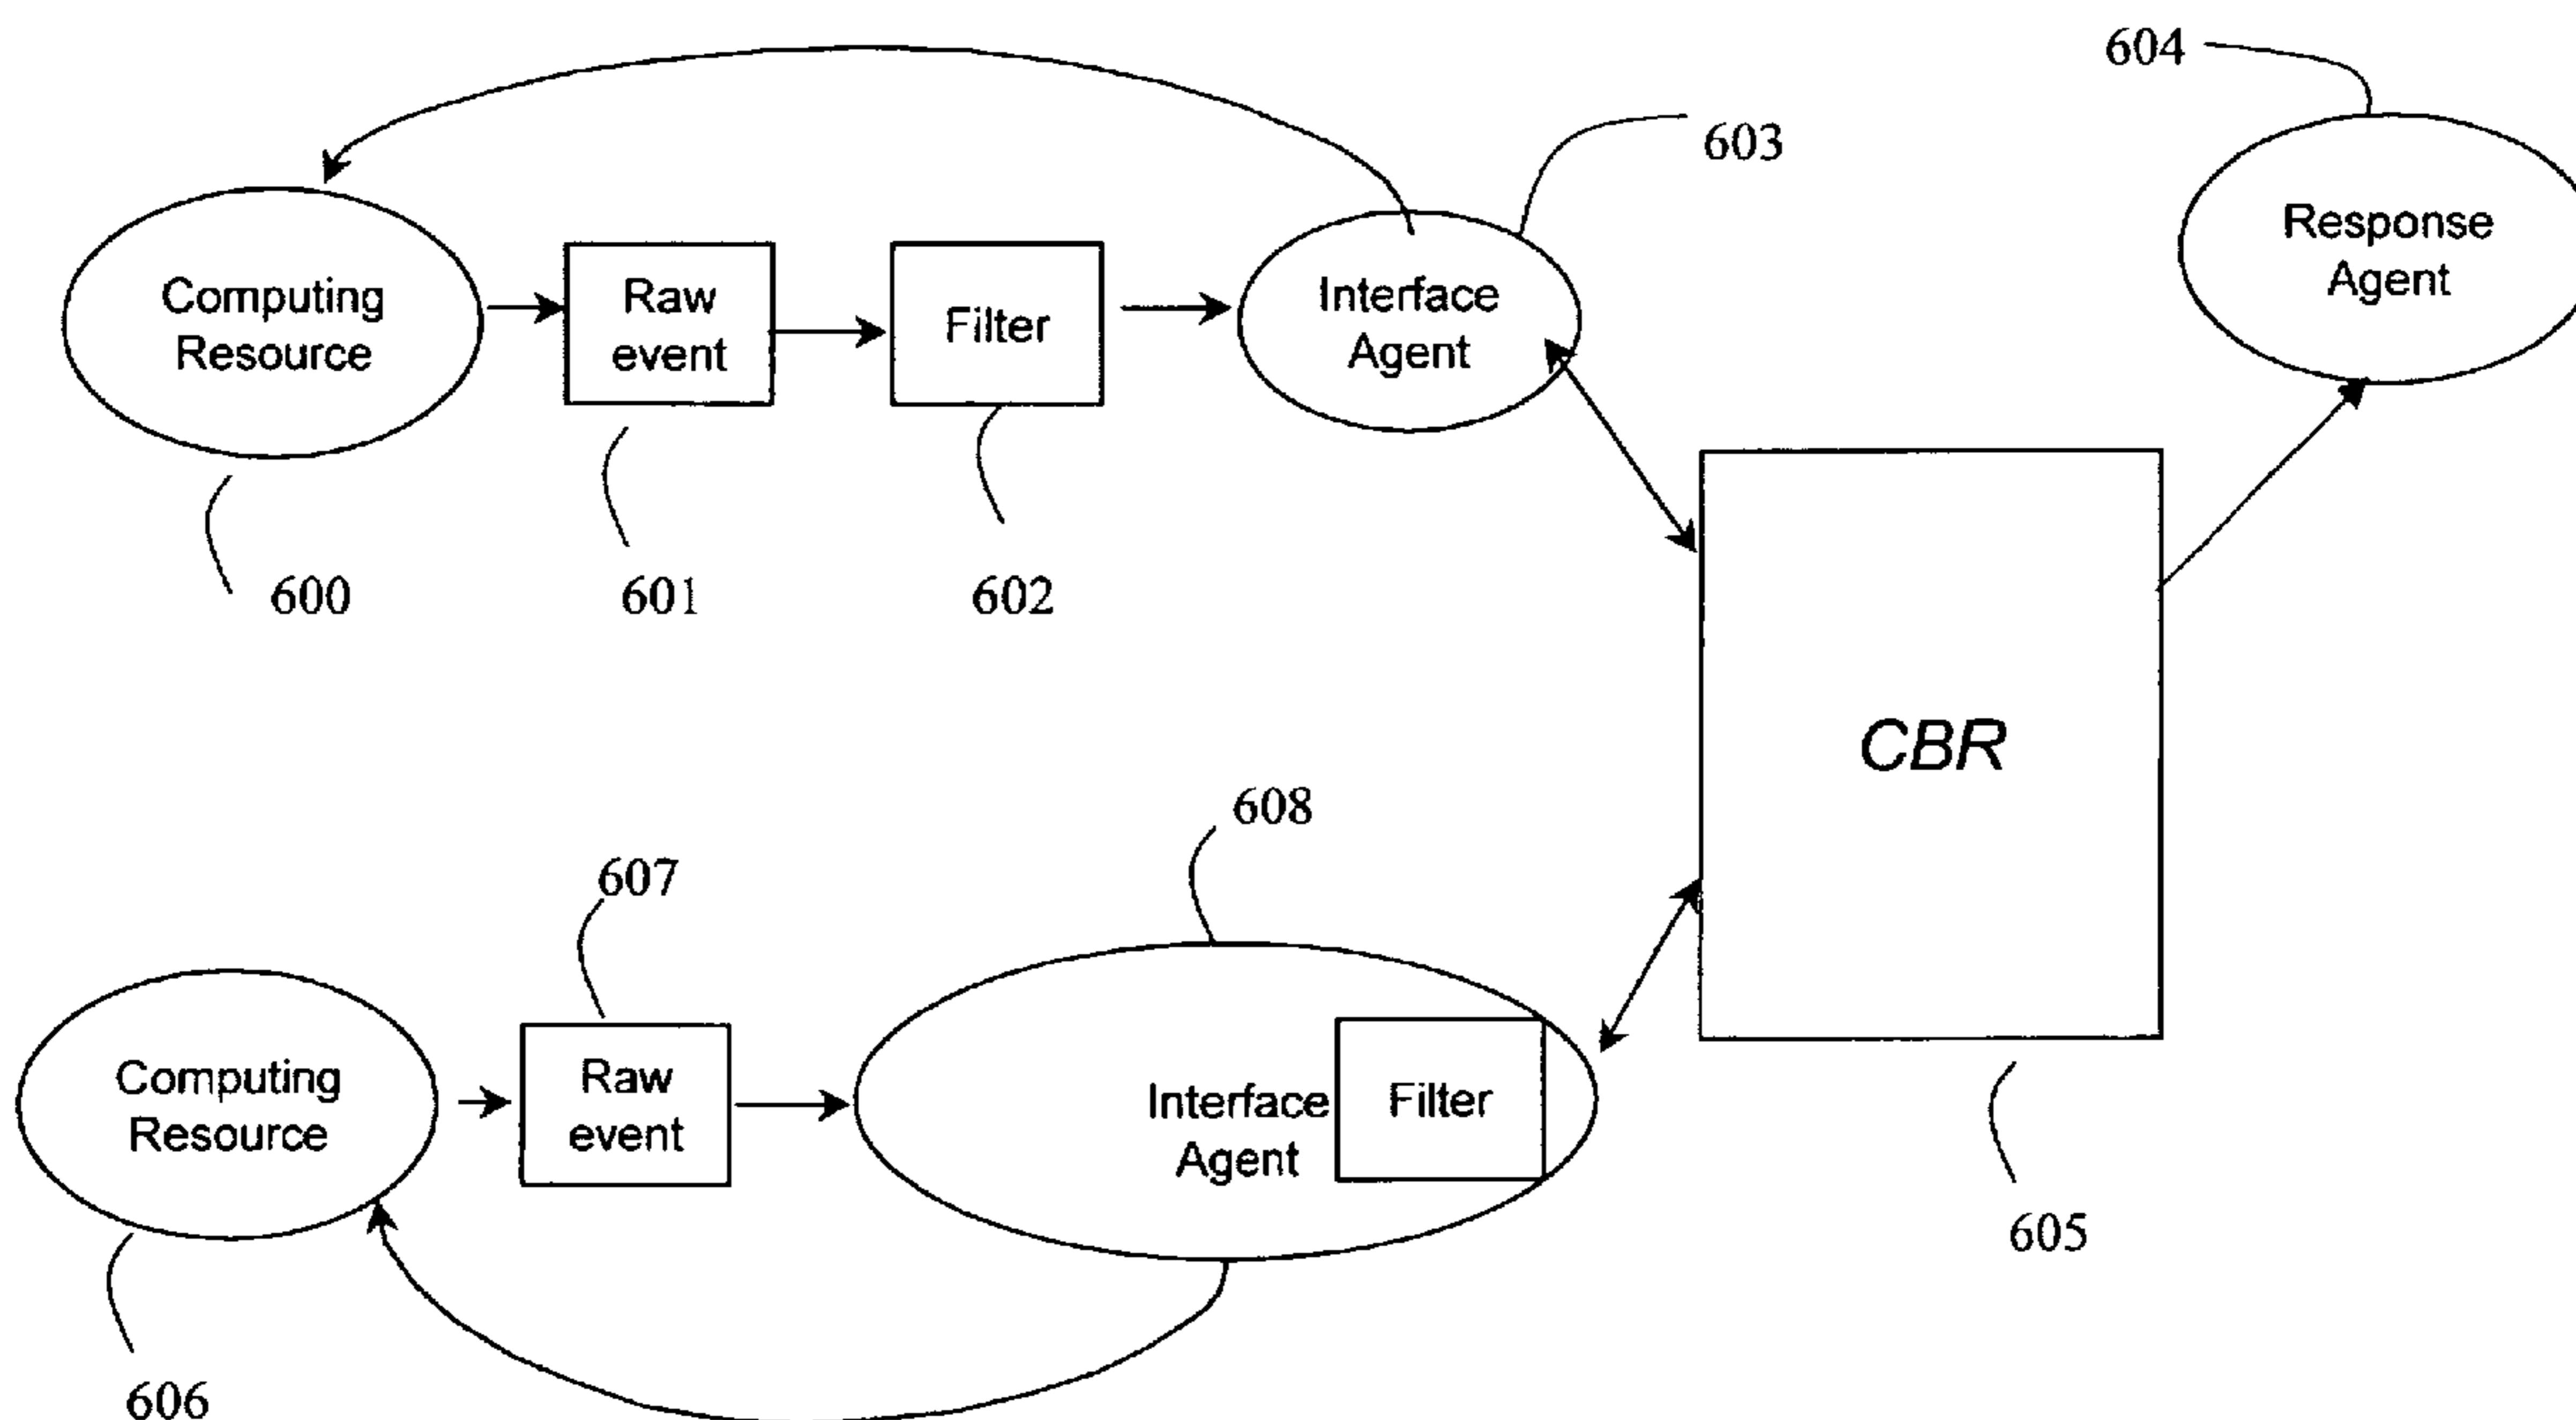 604
603
Response
Agent
Computing
Resource
Raw
event
Filter
Interface
Agent
600
601
602
CBR
608
607
Computing
Resource
Raw
event
Interface
Agent
Filter
605
606